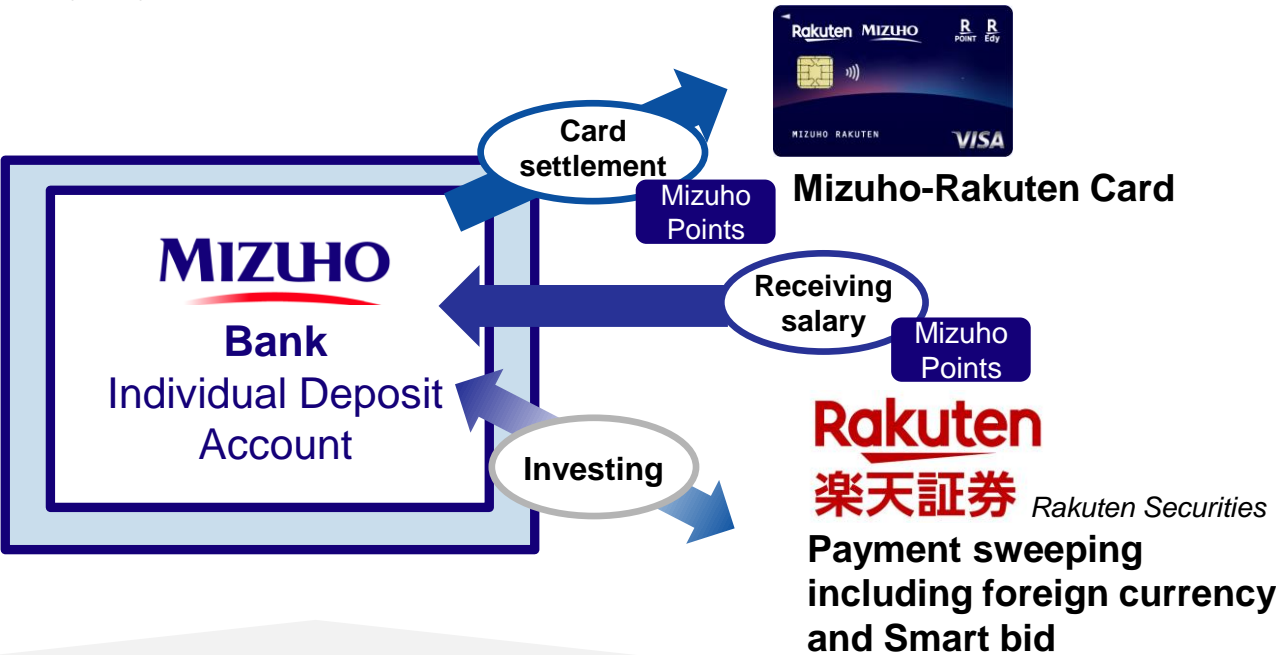 Rakuten MIZUHO
R
POINT
R
Edy
MIZUHO RAKUTEN
VISA
Card
settlement
Mizuho
Points
Mizuho-Rakuten Card
MIZUHO
Bank
Individual Deposit
Account
Receiving
salary
Mizuho
Points
Investing
Rakuten
楽天証券 Rakuten Securities
Payment sweeping
including foreign currency
and Smart bid